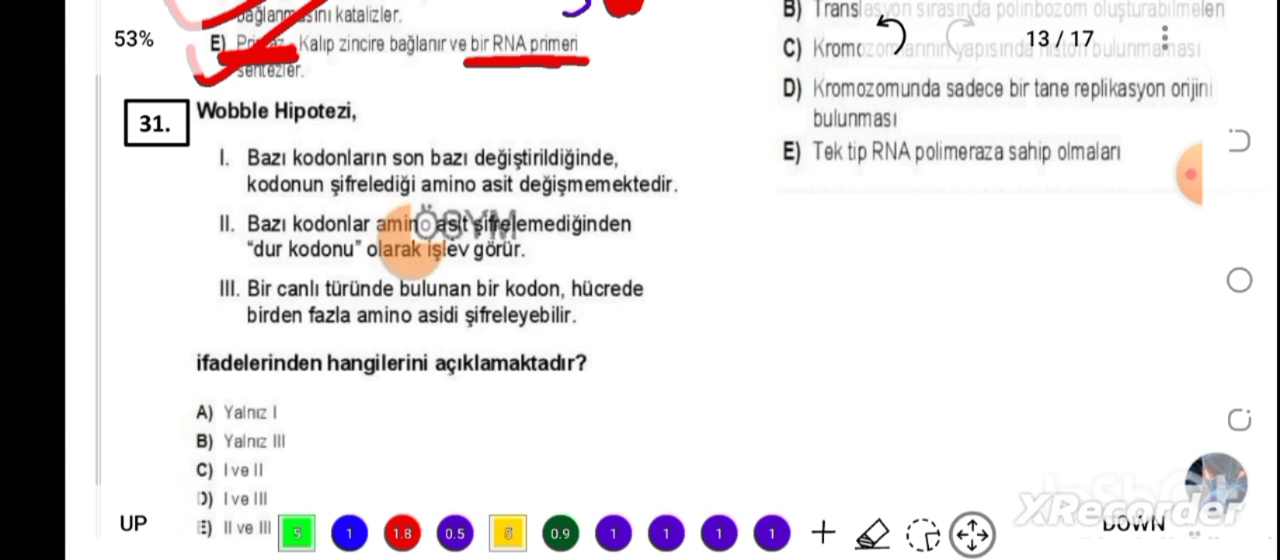 bağlanmasını katalizler.
53%
E) Primaz Kalıp zincire bağlanır ve bir RNA primeri
sentezler.
31.
Wobble Hipotezi,
I. Bazı kodonların son bazı değiştirildiğinde,
kodonun şifrelediği amino asit değişmemektedir.
II. Bazı kodlar amino asit şifrelemediğinden
"dur kodonu" olarak işlev görür.
ÖSYM
III. Bir canlı türünde bulunan bir kodon, hücrede
birden fazla amino asidi şifreleyebilir.
ifadelerinden hangilerini açıklamaktadır?
A) Yalnız I
B) Yalnız III
C) I ve II
D) I ve III
E) II ve III
B) Translasyon sırasında poliribozom oluşturabilmeleri
C) Kromozomlarının yapısında histon bulunmaması
13 / 17
D) Kromozomunda sadece bir tane replikasyon orijini
bulunması
E) Tek tip RNA polimeraza sahip olmaları
UP
5
1
1.8
0.5
5
0.9
1
1
1
1
XRecorder
DOWN